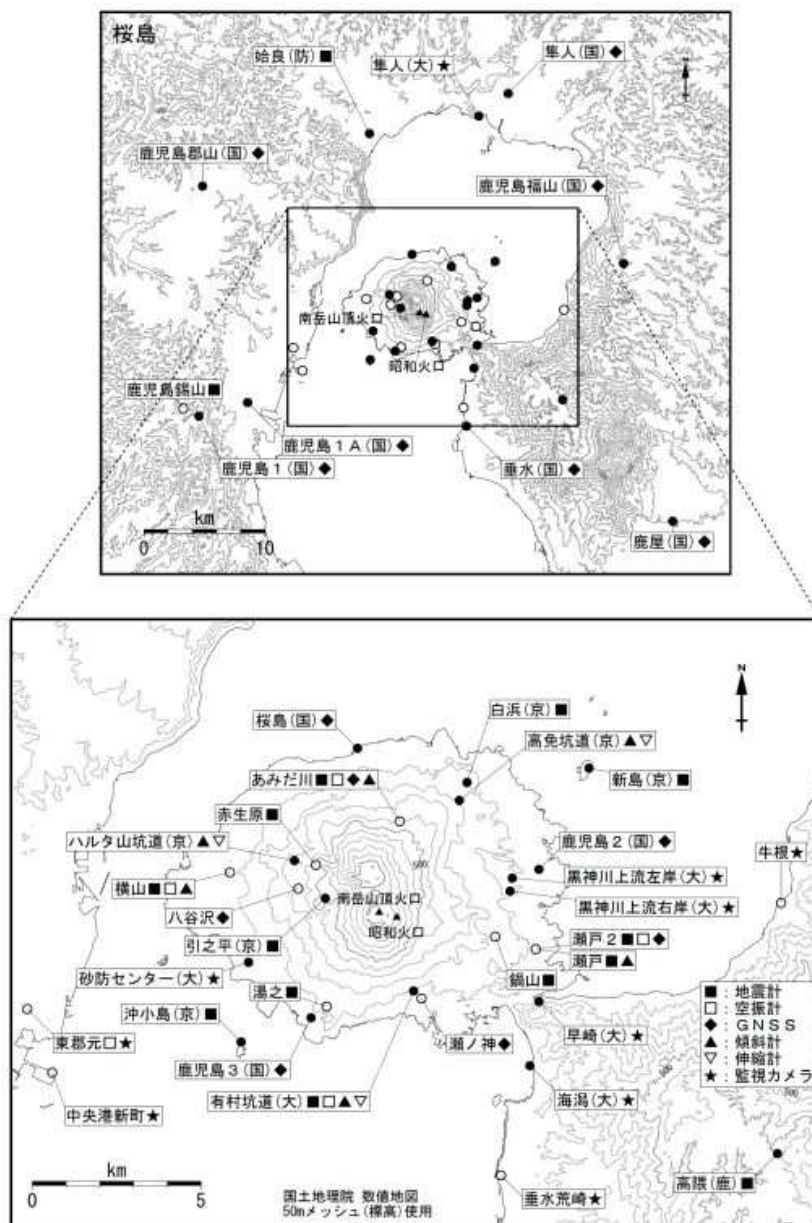 桜島
姶良(防)■
隼人(大)★
隼人(国)◆
鹿児島郡山(国)◆
鹿児島福山(国)◆
南岳山頂火口
昭和火口
鹿児島錫山■
鹿児島1A(国)◆
鹿児島1(国)◆
垂水(国)◆
鹿屋(国)◆
km
0 10
N
白浜(京)■
桜島(国)◆
高免坑道(京)▲▽
あみだ川■□◆▲
新島(京)■
赤生原■
ハルタ山坑道(京)▲▽
鹿児島2(国)◆
牛根★
500
黒神川上流左岸(大)★
横山■□▲
南岳山頂火口
黒神川上流右岸(大)★
八谷沢◆
昭和火口
引之平(京)■
瀬戸2■□◆
瀬戸■▲
砂防センター(大)★
鍋山■
湯之■
沖小島(京)■
東郡元□★
瀬ノ神◆
早崎(大)★
鹿児島3(国)◆
有村坑道(大)■□▲▽
海潟(大)★
中央港新町★
■:地震計
□:空振計
◆:GNSS
▲:傾斜計
▽:伸縮計
★:監視カメラ
500
高隈(鹿)■
垂水荒崎★
km
0 5
国土地理院 数値地図
50mメッシュ(標高)使用